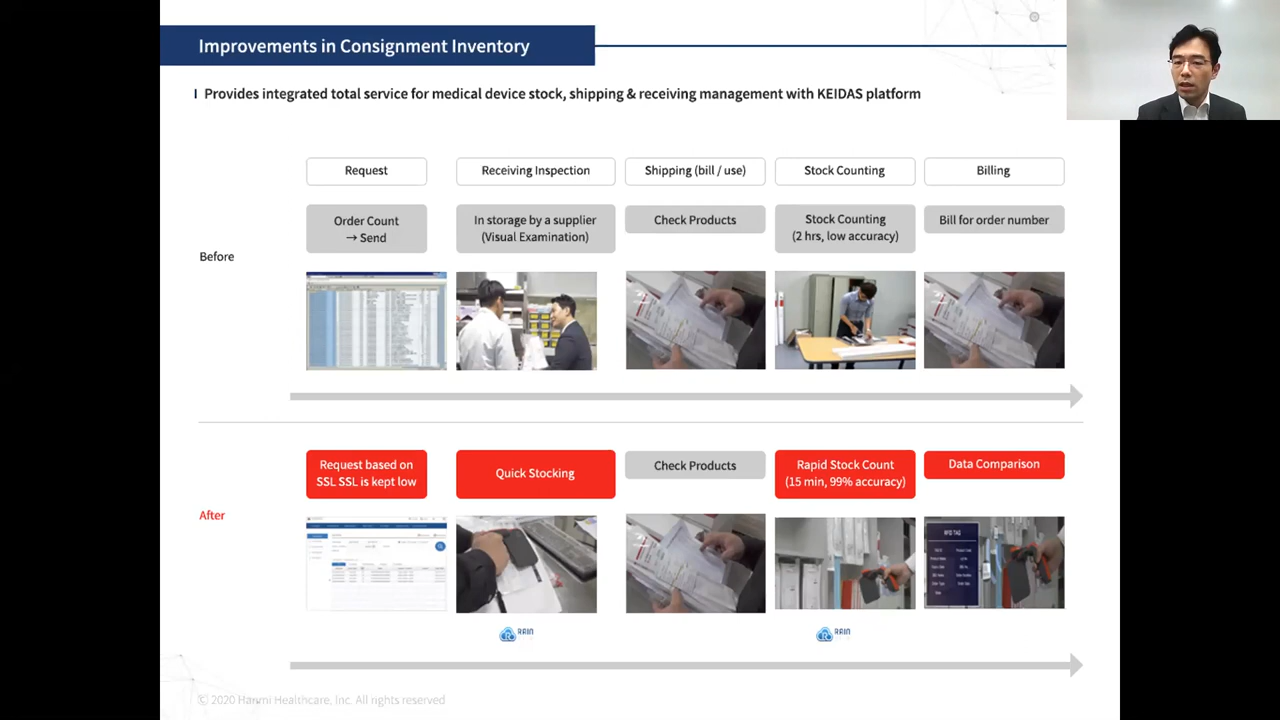 Improvements in Consignment Inventory
Provides integrated total service for medical device stock, shipping & receiving management with KEIDAS platform
Request
Receiving Inspection
Shipping (bill / use)
Stock Counting
Billing
Before
Order Count
→ Send
In storage by a supplier
(Visual Examination)
Check Products
Stock Counting
(2 hrs, low accuracy)
Bill for order number
After
Request based on
SSL SSL is kept low
Quick Stocking
Check Products
Rapid Stock Count
(15 min, 99% accuracy)
Data Comparison
RFID TAG
RAIN
RAIN
© 2020 Hanmi Healthcare, Inc. All rights reserved